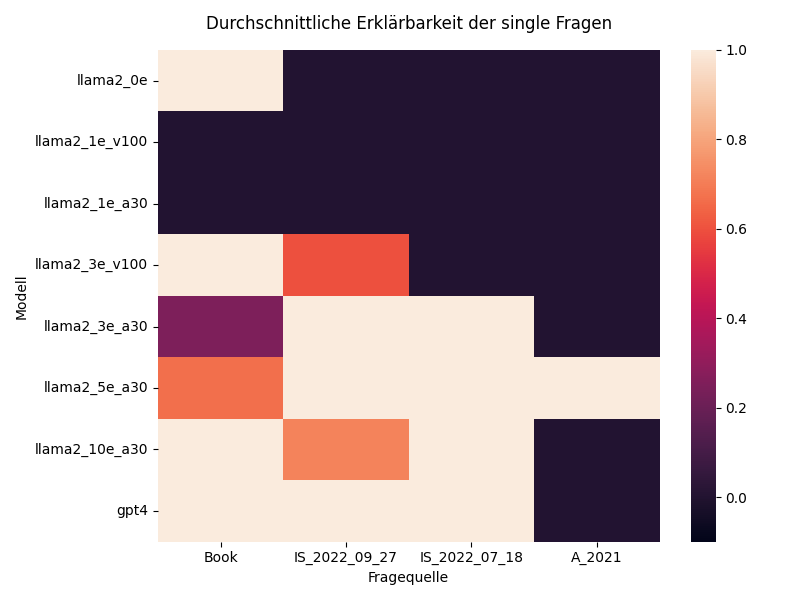 Durchschnittliche Erklärbarkeit der single Fragen
llama2_0e
llama2_1e_v100
llama2_1e_a30
llama2_3e_v100
llama2_3e_a30
llama2_5e_a30
llama2_10e_a30
gpt4
Modell
Book
IS_2022_09_27
IS_2022_07_18
A_2021
Fragequelle
1.0
0.8
0.6
0.4
0.2
0.0